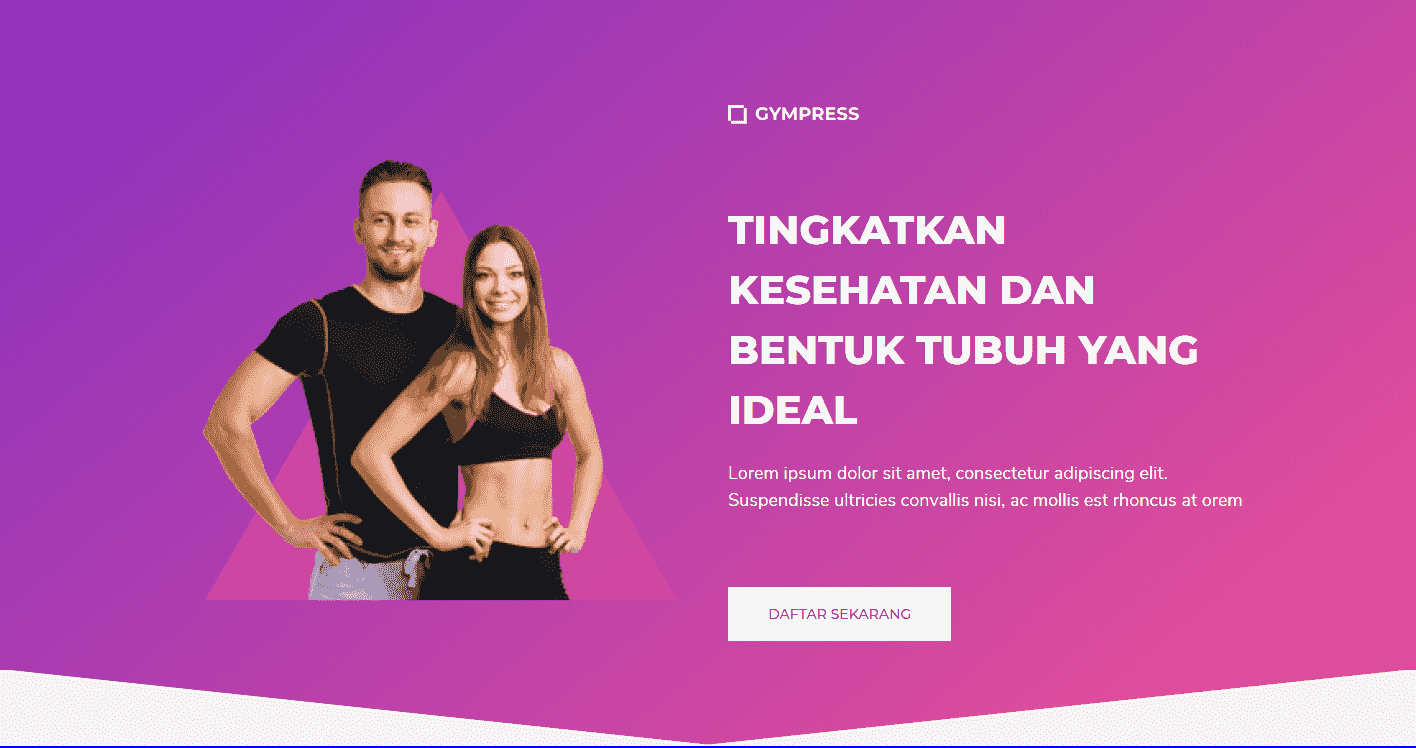 GYMPRESS
TINGKATKAN
KESEHATAN DAN
BENTUK TUBUH YANG
IDEAL
Lorem ipsum dolor sit amet, consectetur adipiscing elit.
Suspendisse ultricies convallis nisi, ac mollis est rhoncus at orem
DAFTAR SEKARANG